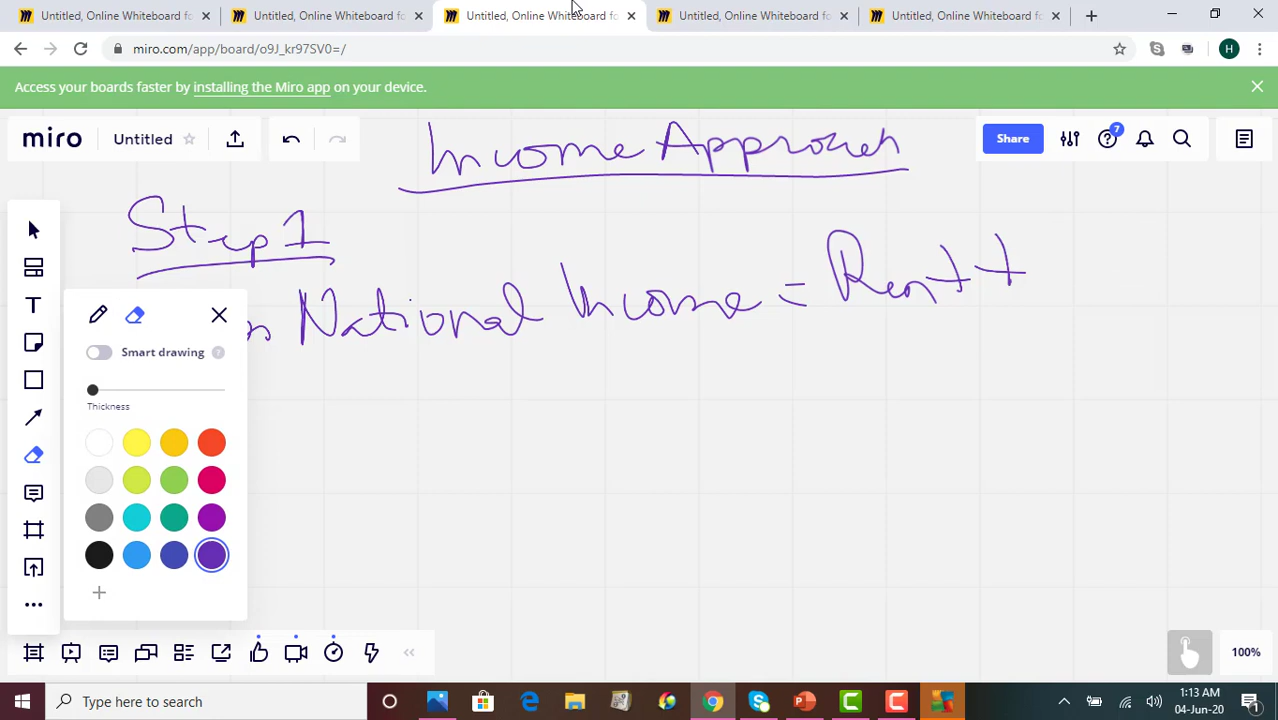 Untitled, Online Whiteboard fo
Untitled, Online Whiteboard fo
Untitled, Online Whiteboard fo
Untitled, Online Whiteboard fo
Untitled, Online Whiteboard fo
miro.com/app/board/o9J_kr97SV0=/
H
Access your boards faster by installing the Miro app on your device.
miro
Untitled
Share
7
Income Approach
Step 1
National Income = Rent +
Smart drawing
Thickness
100%
Type here to search
1:13 AM
04-Jun-20
1